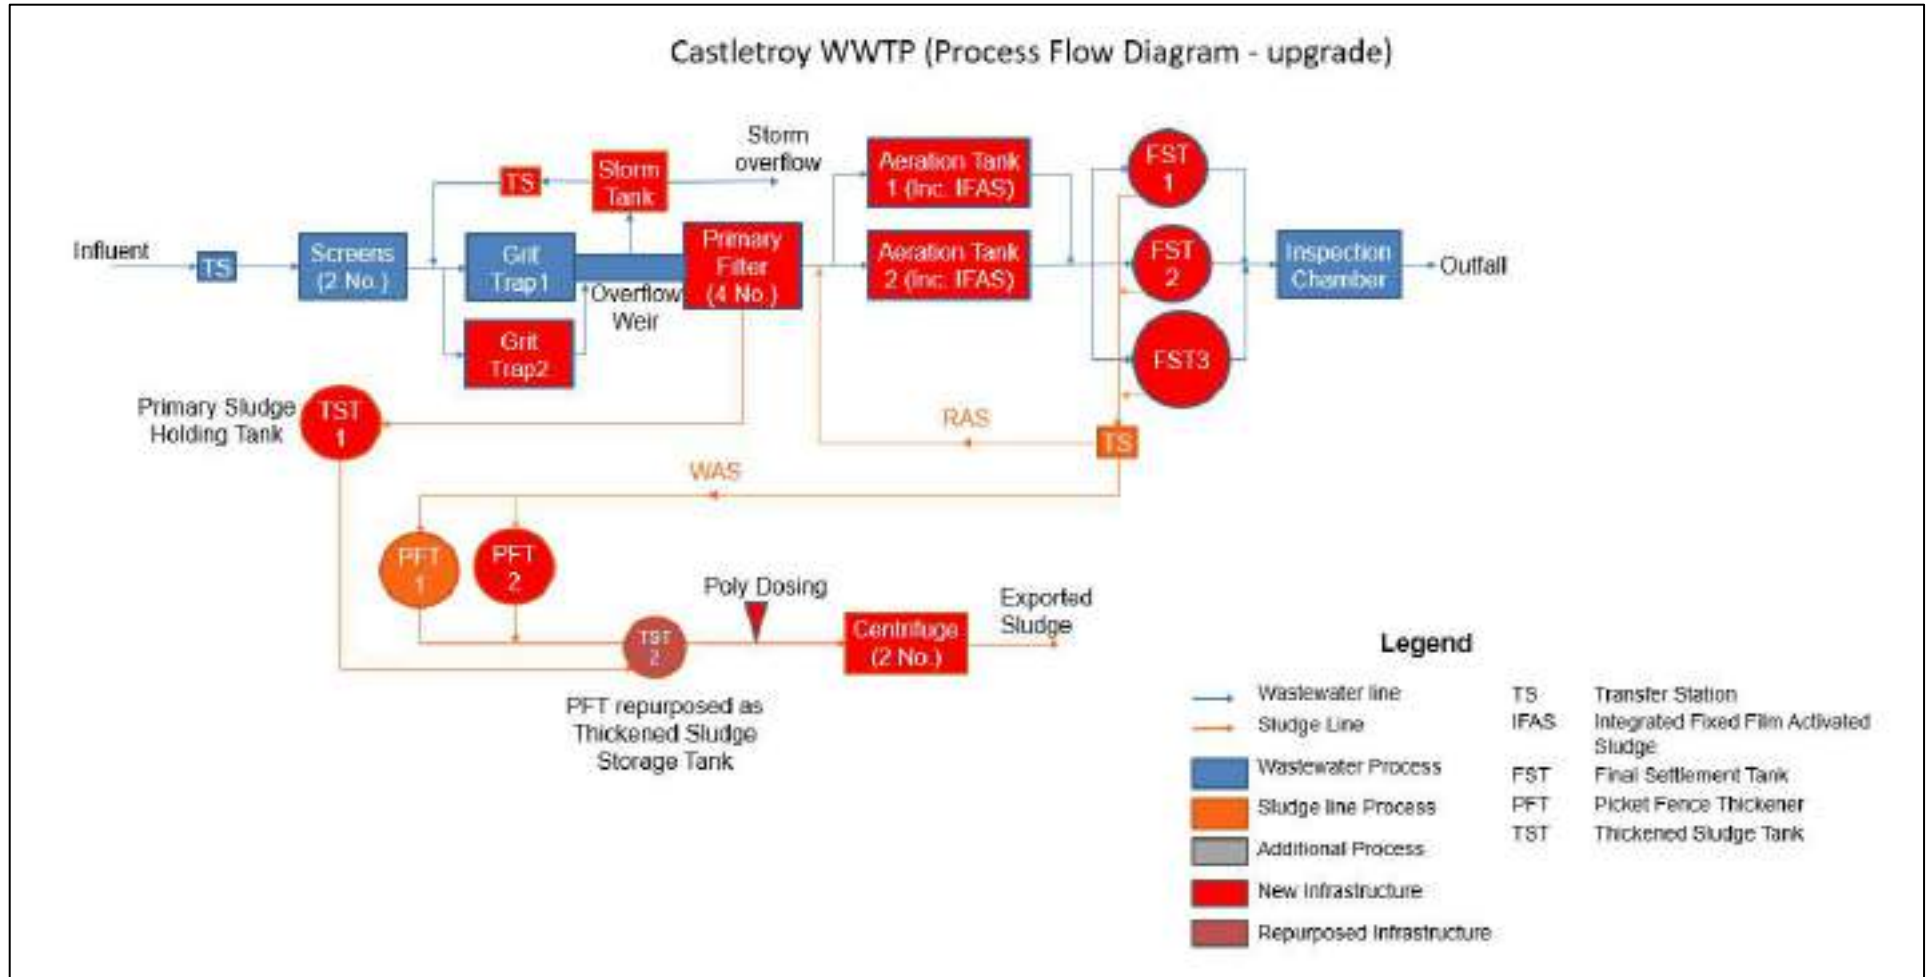 Castletroy WWTP (Process Flow Diagram - upgrade)
Influent
TS
Screens
(2 No.)
TS
Storm
Tank
Storm
overflow
Grit
Trap1
Grit
Trap2
Overflow
Weir
Primary
Filter
(4 No.)
Aeration Tank
1 (Inc. IFAS)
Aeration Tank
2 (Inc. IFAS)
FST
1
FST
2
FST3
Inspection
Chamber
Outfall
Primary Sludge
Holding Tank
TST
1
RAS
TS
WAS
PFT
1
PFT
2
TST
2
PFT repurposed as
Thickened Sludge
Storage Tank
Poly Dosing
Centrifuge
(2 No.)
Exported
Sludge
Legend
Wastewater line
Sludge Line
Wastewater Process
Sludge line Process
Additional Process
New Infrastructure
Repurposed Infrastructure
TS Transfer Station
IFAS Integrated Fixed Film Activated
Sludge
FST Final Settlement Tank
PFT Picket Fence Thickener
TST Thickened Sludge Tank